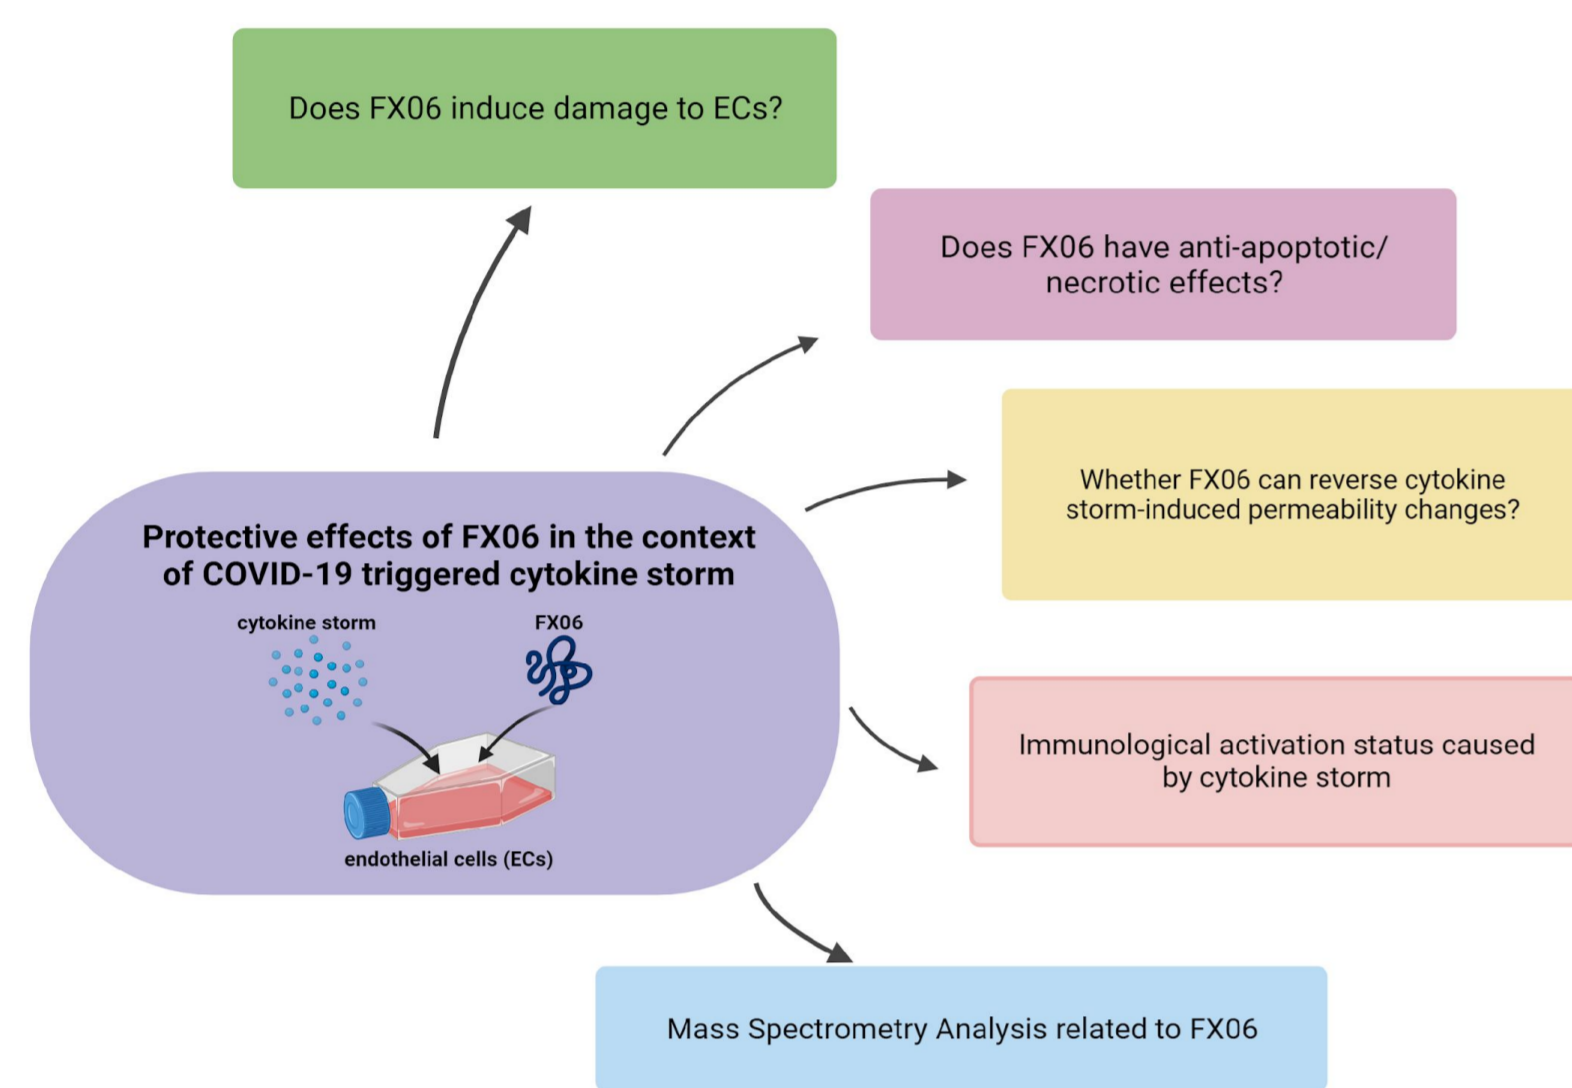 Does FX06 induce damage to ECs?
Does FX06 have anti-apoptotic/
necrotic effects?
Whether FX06 can reverse cytokine
storm-induced permeability changes?
Protective effects of FX06 in the context
of COVID-19 triggered cytokine storm
cytokine storm
FX06
endothelial cells (ECs)
Immunological activation status caused
by cytokine storm
Mass Spectrometry Analysis related to FX06